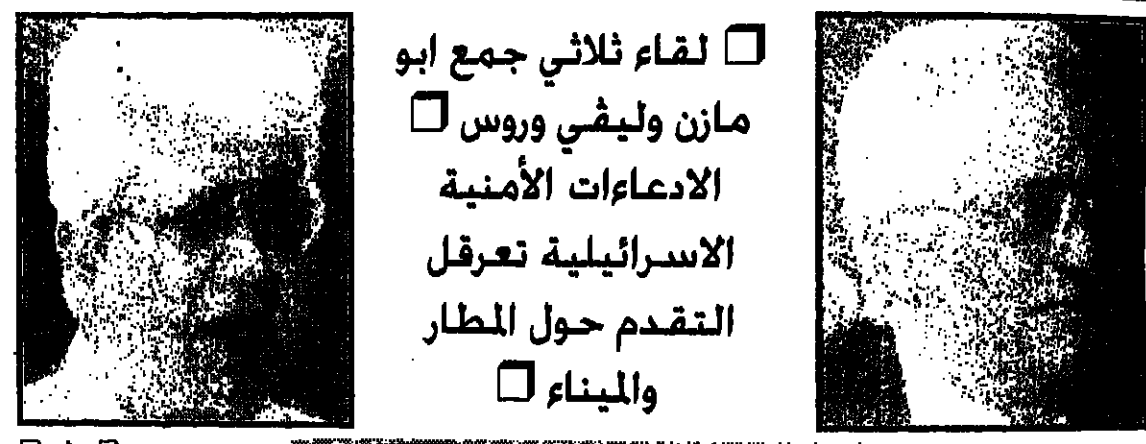 ❒ لقاء ثلاثي جمع ابو
مازن وليڤي وروس ❒
الادعاءات الأمنية
الاسرائيلية تعرقل
التقدم حول المطار
والميناء ❒